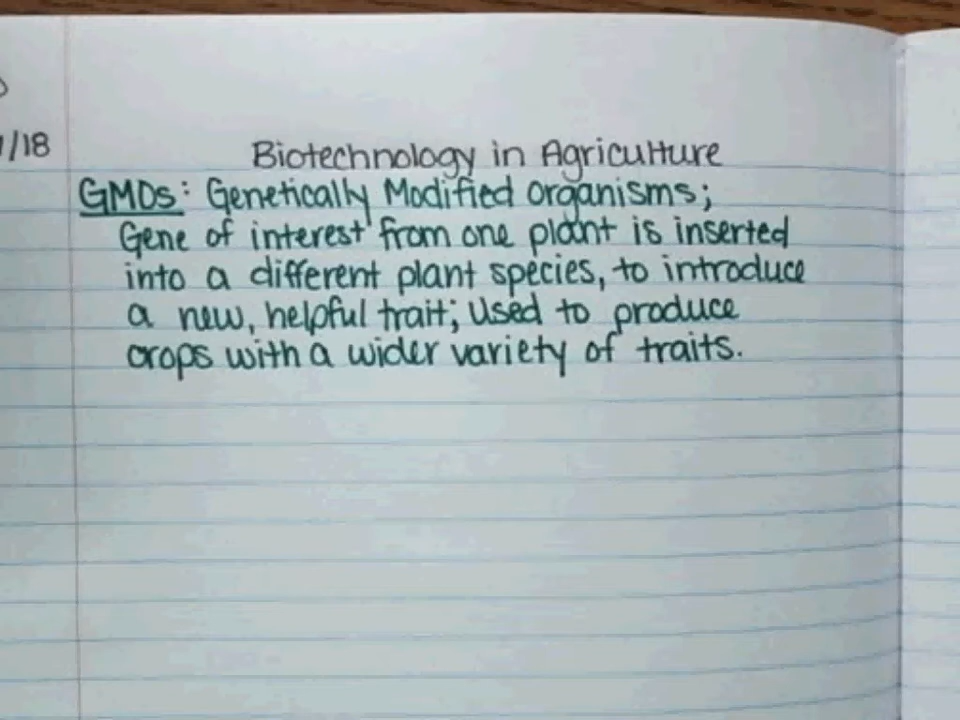 1/18
Biotechnology in Agriculture
GMOs: Genetically Modified Organisms;
Gene of interest from one plant is inserted
into a different plant species, to introduce
a new, helpful trait; Used to produce
crops with a wider variety of traits.